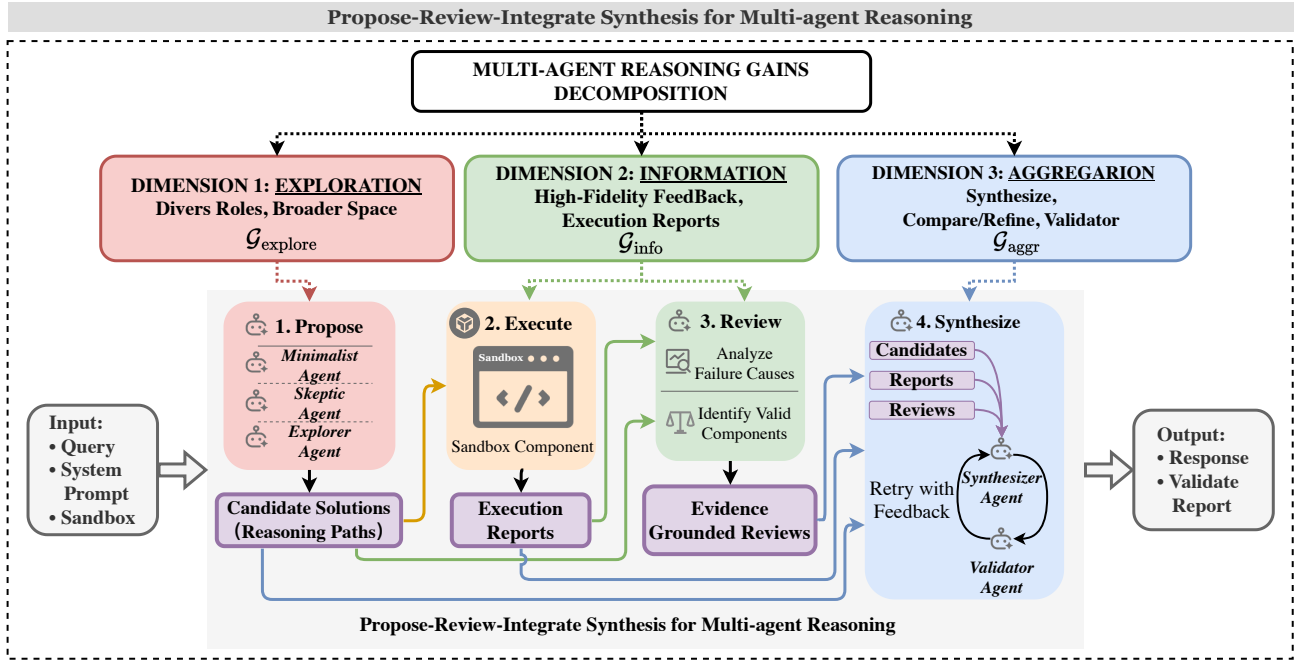 Propose-Review-Integrate Synthesis for Multi-agent Reasoning
MULTI-AGENT REASONING GAINS
DECOMPOSITION
DIMENSION 1: EXPLORATION
Divers Roles, Broader Space
𝒢explore
DIMENSION 2: INFORMATION
High-Fidelity FeedBack,
Execution Reports
𝒢info
DIMENSION 3: AGGREGARION
Synthesize,
Compare/Refine, Validator
𝒢aggr
Input:
• Query
• System
Prompt
• Sandbox
1. Propose
Minimalist
Agent
Skeptic
Agent
Explorer
Agent
Candidate Solutions
(Reasoning Paths)
2. Execute
Sandbox
</>
Sandbox Component
Execution
Reports
3. Review
Analyze
Failure Causes
Identify Valid
Components
Evidence
Grounded Reviews
4. Synthesize
Candidates
Reports
Reviews
Synthesizer
Agent
Retry with
Feedback
Validator
Agent
Output:
• Response
• Validate
Report
Propose-Review-Integrate Synthesis for Multi-agent Reasoning